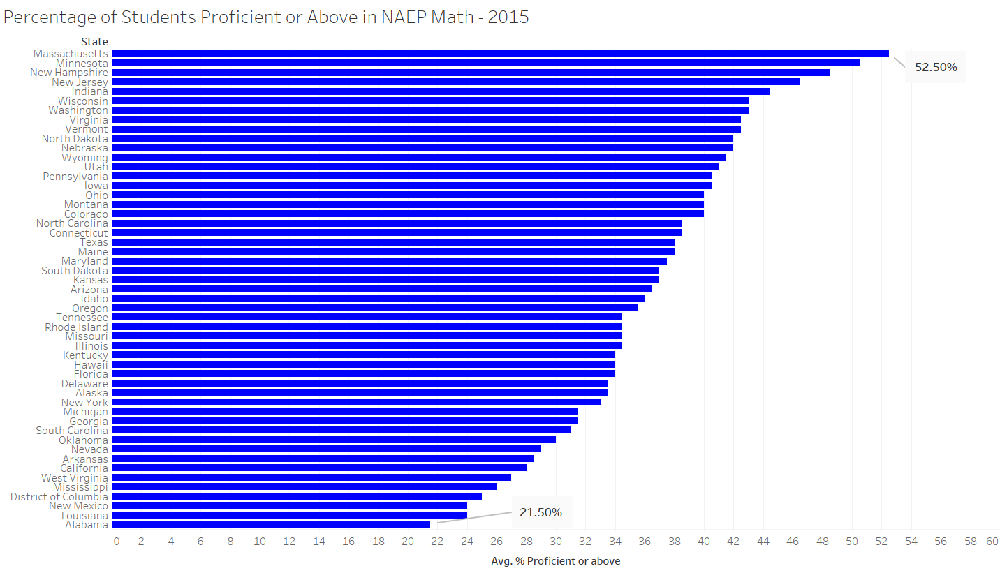 Percentage of Students Proficient or Above in NAEP Math - 2015
State
Massachusetts
52.50%
Minnesota
New Hampshire
New Jersey
Indiana
Wisconsin
Washington
Virginia
Vermont
North Dakota
Nebraska
Wyoming
Utah
Pennsylvania
Iowa
Ohio
Montana
Colorado
North Carolina
Connecticut
Texas
Maine
Maryland
South Dakota
Kansas
Arizona
Idaho
Oregon
Tennessee
Rhode Island
Missouri
Illinois
Kentucky
Hawaii
Florida
Delaware
Alaska
New York
Michigan
Georgia
South Carolina
Oklahoma
Nevada
Arkansas
California
West Virginia
Mississippi
District of Columbia
New Mexico
21.50%
Louisiana
Alabama
0 2 4 6 8 10 12 14 16 18 20 22 24 26 28 30 32 34 36 38 40 42 44 46 48 50 52 54 56 58 60
Avg. % Proficient or above